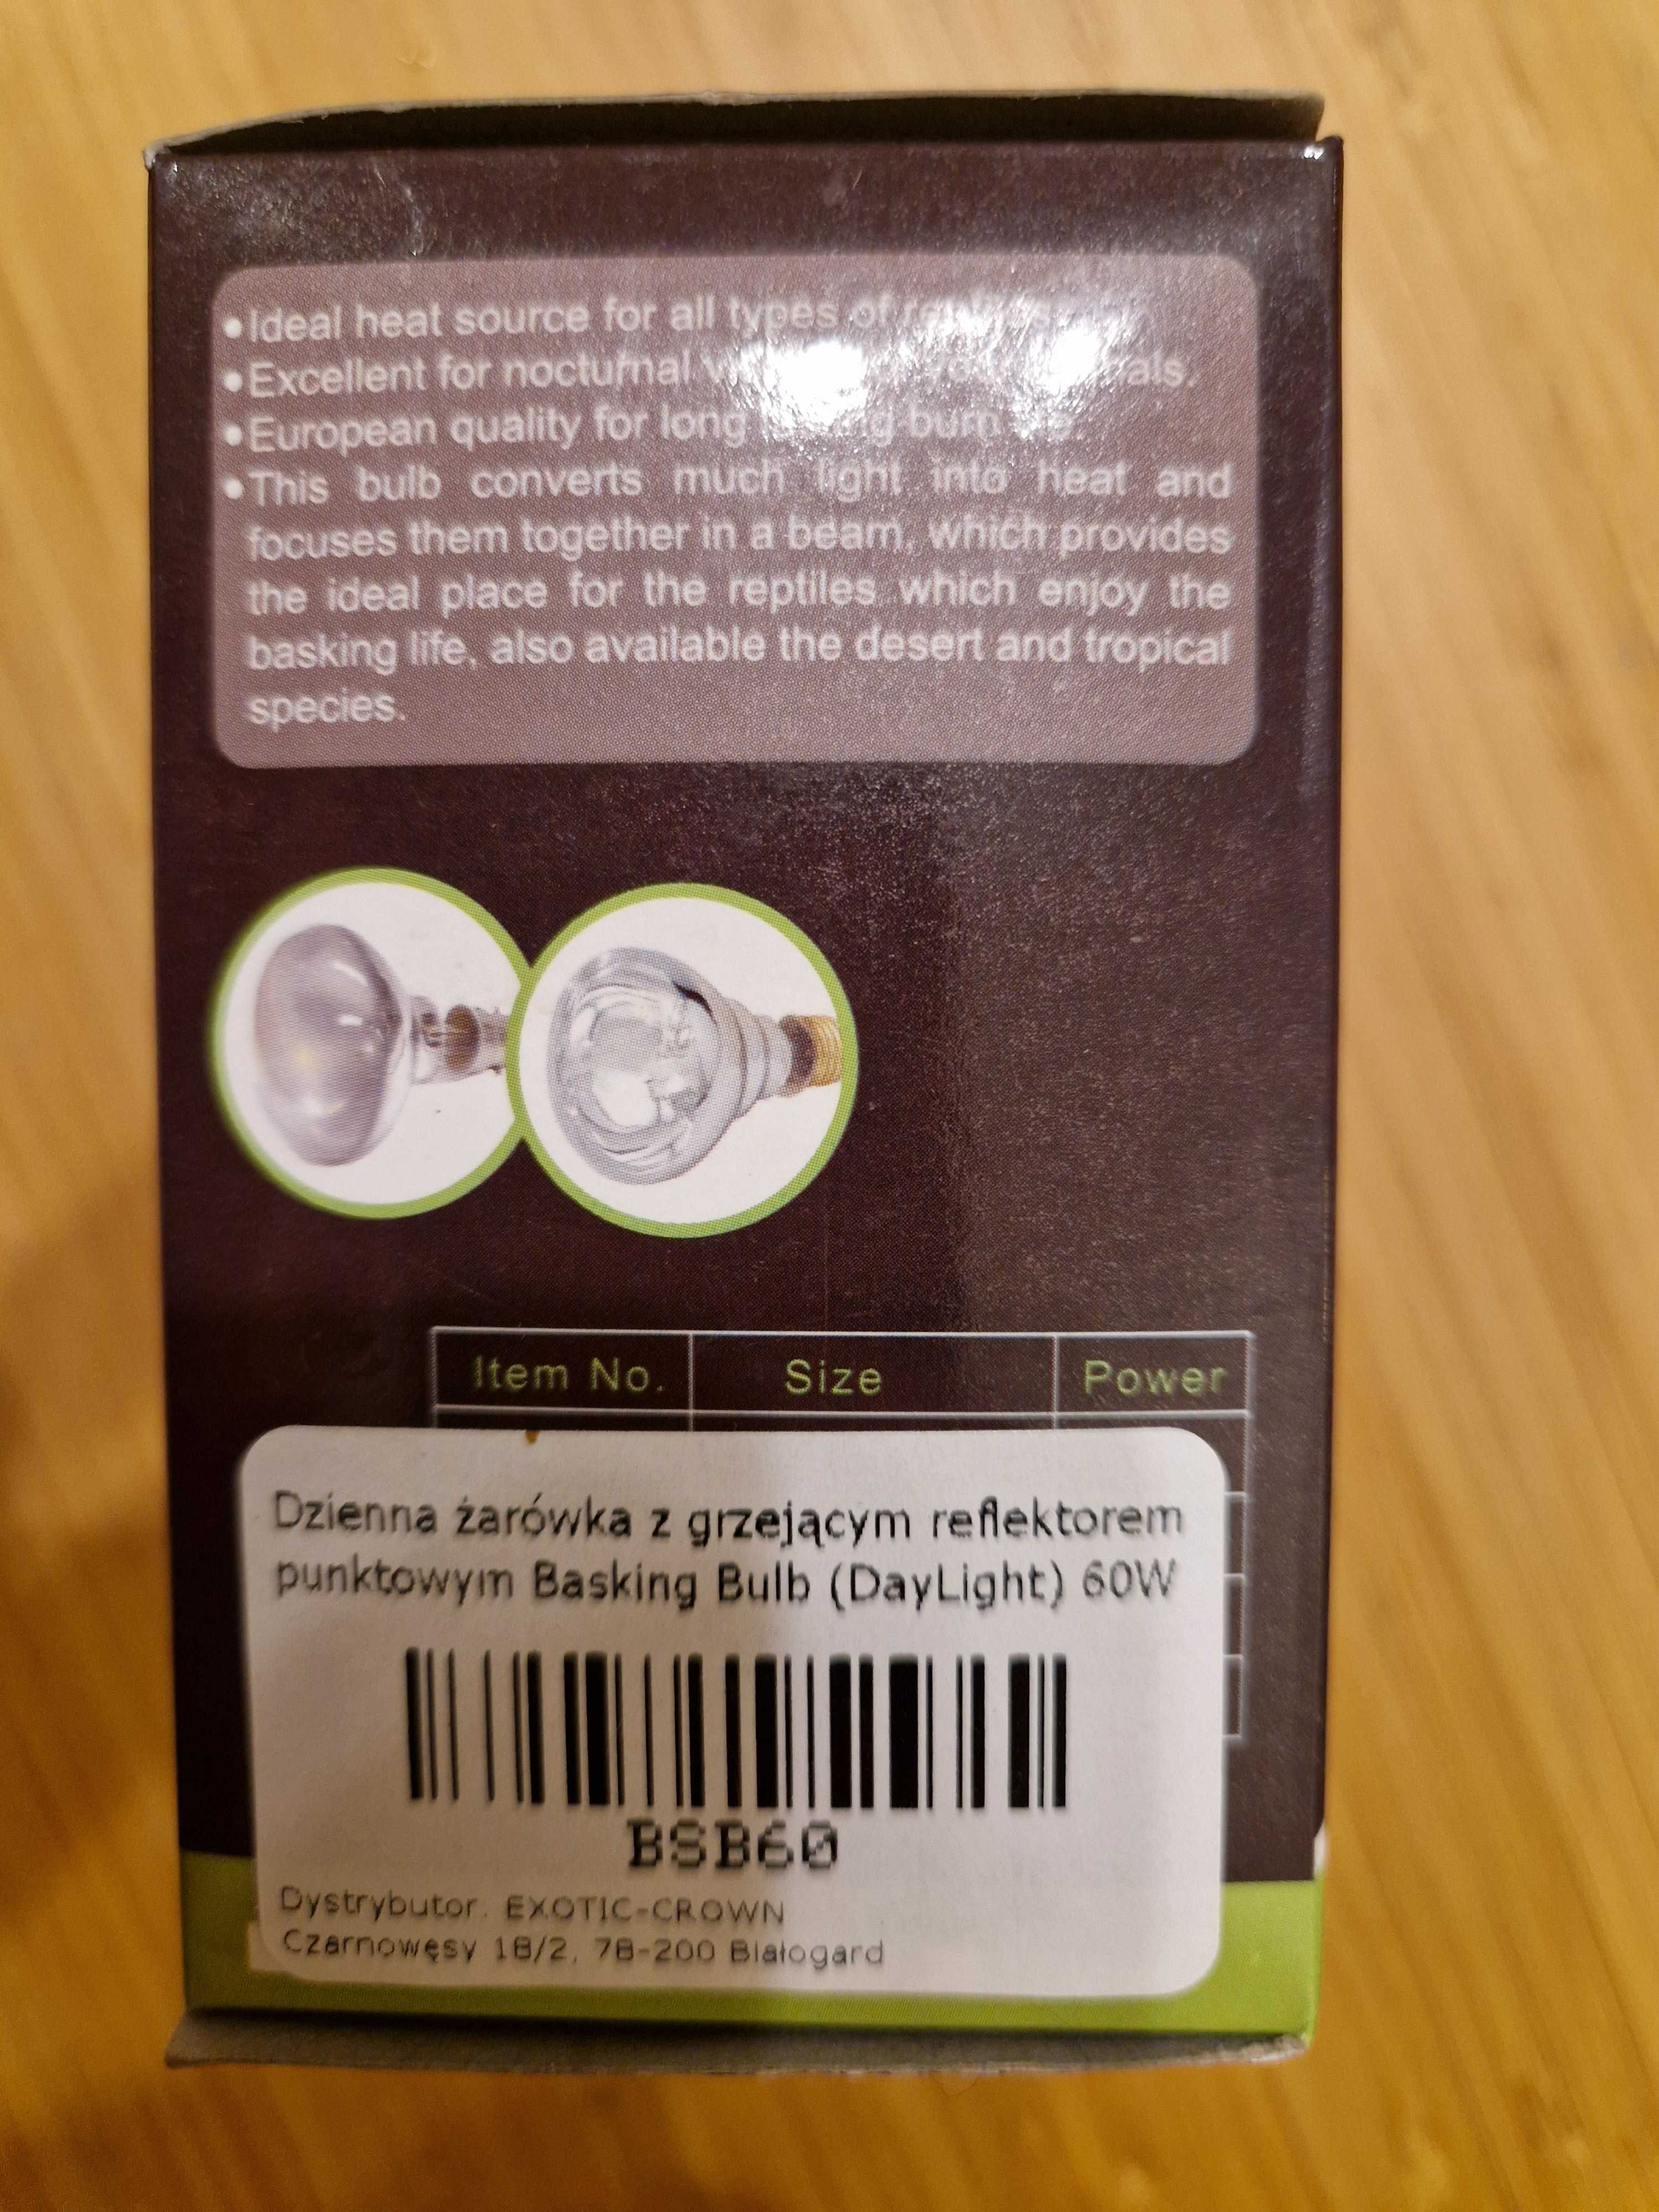 •Ideal heat source for all types of
•Excellent for nocturnal
•European quality for long burn
•This bulb converts much light into heat and
focuses them together in a beam, which provides
the ideal place for the reptiles which enjoy the
basking life, also available the desert and tropical
species.
Item No. Size Power
Dzienna żarówka z grzejącym reflektorem
punktowym Basking Bulb (DayLight) 60W
BSB60
Dystrybutor: EXOTIC-CROWN
Czarnowęsy 18/2, 78-200 Białogard